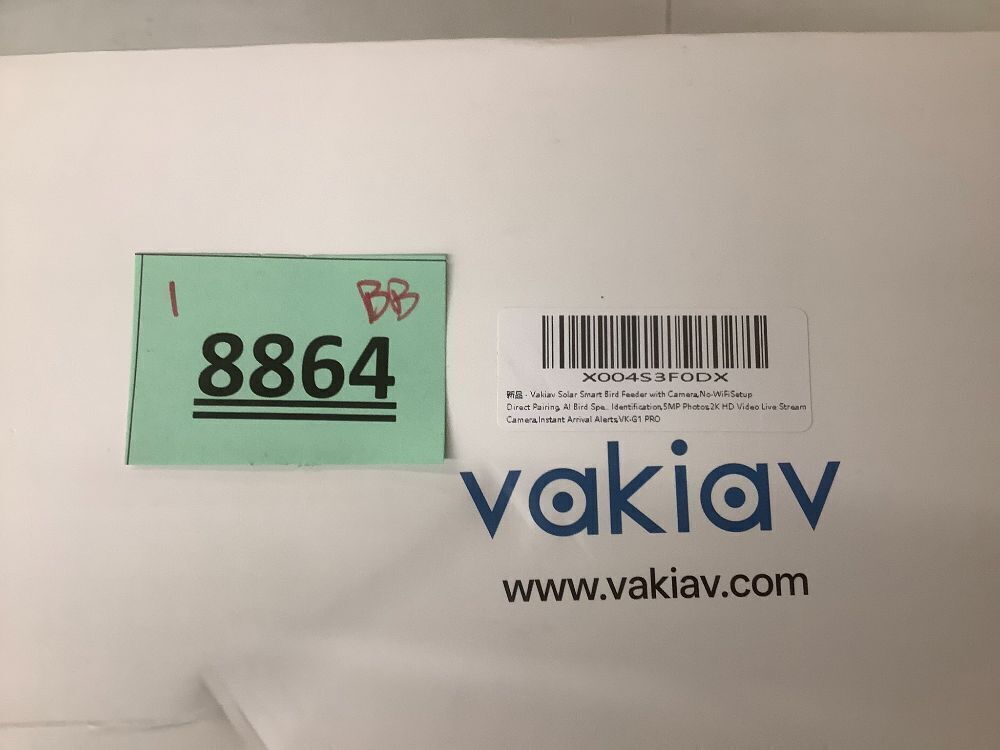 1 BB
8864
X004S3F0DX
新品 - Vakiav Solar Smart Bird Feeder with Camera,No-WiFi Setup
Direct Pairing, AI Bird Spe... Identification,5MP Photos,2K HD Video Live Stream
Camera,Instant Arrival Alerts,VK-G1 PRO
vakiav
www.vakiav.com